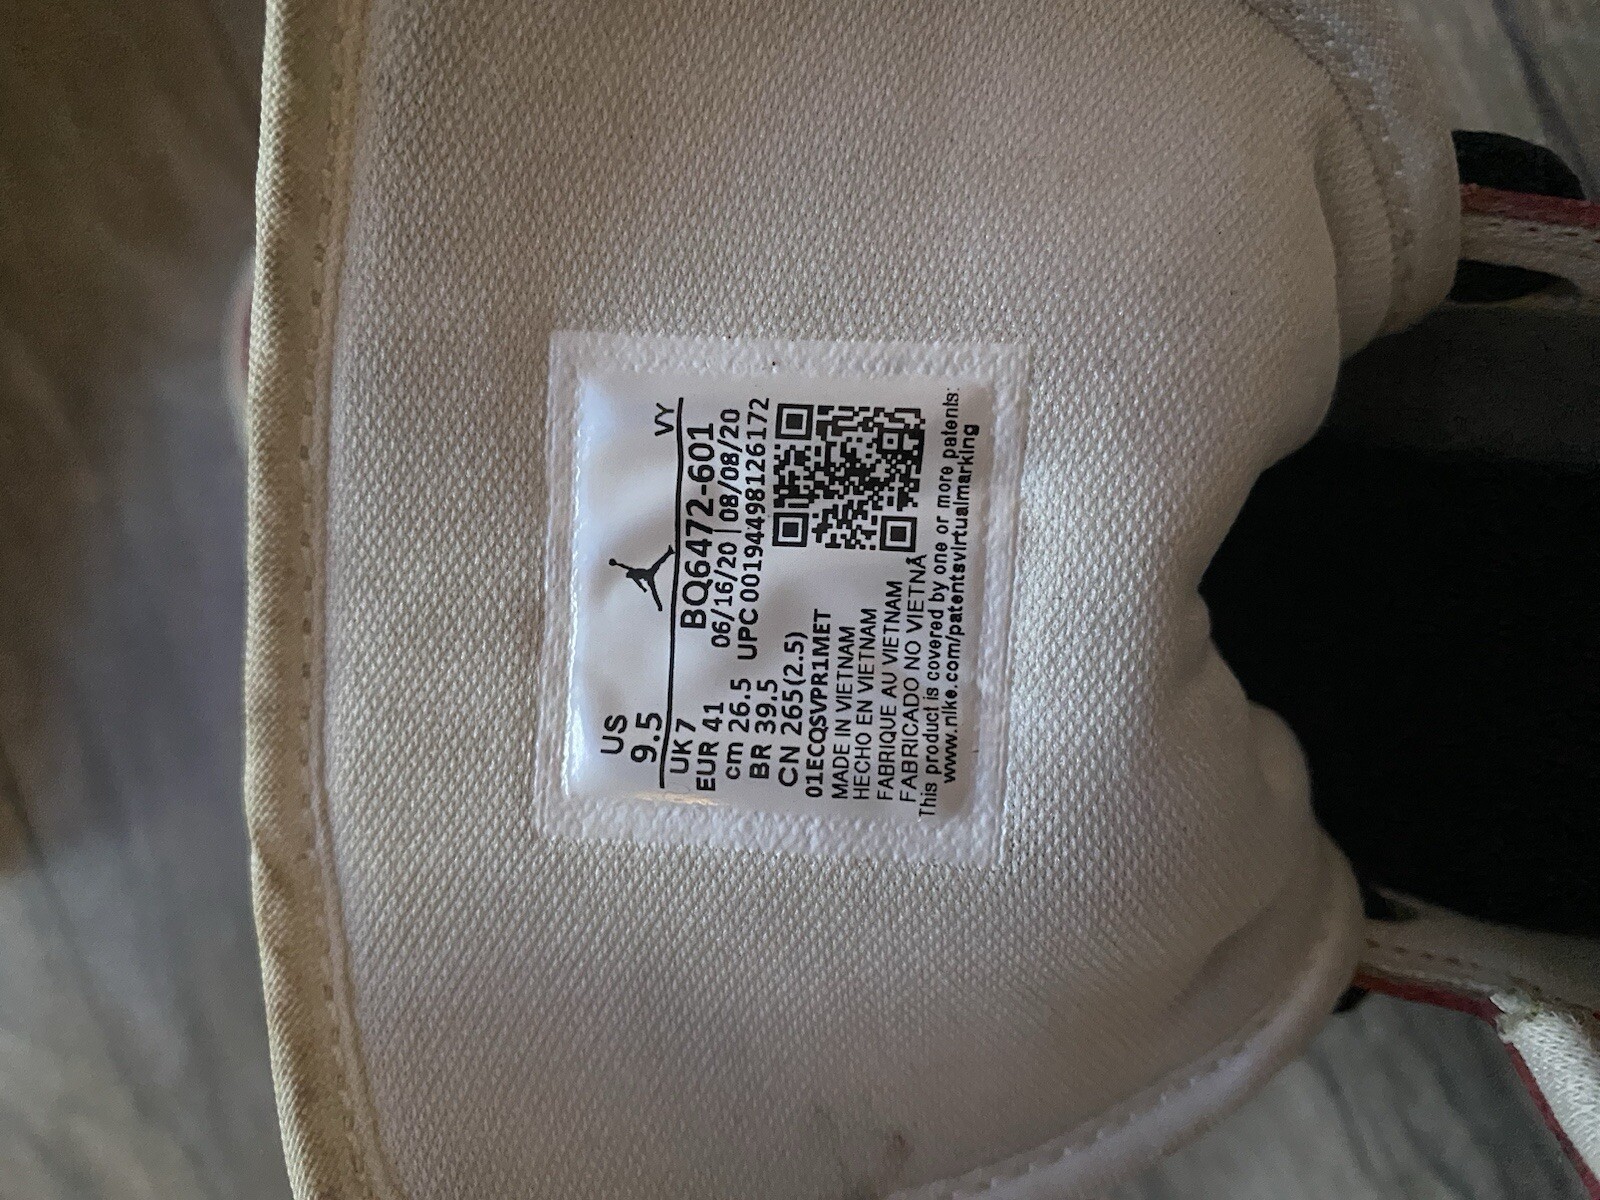 US
9.5
VY
UK 7
EUR 41
cm 26.5
BR 39.5
CN 265(2.5)
BQ6472-601
06/16/20 | 08/08/20
UPC 00194498126172
01ECQSVPR1MET
MADE IN VIETNAM
HECHO EN VIETNAM
FABRIQUE AU VIETNAM
FABRICADO NO VIETNÃ
This product is covered by one or more patents:
www.nike.com/patentsvirtualmarking